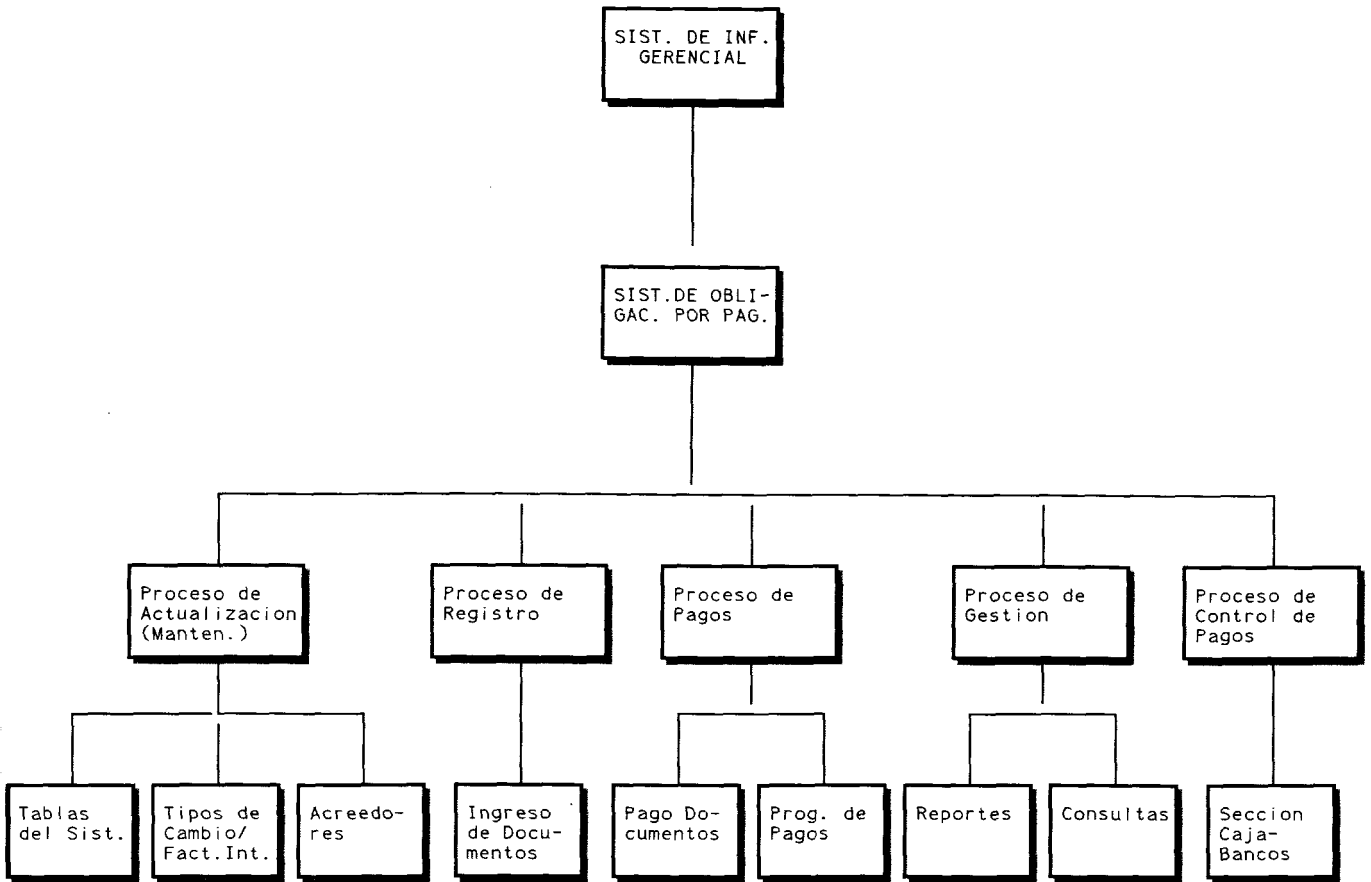 SIST. DE INF.
GERENCIAL
SIST.DE OBLI-
GAC. POR PAG.
Proceso de
Actualizacion
(Manten.)
Proceso de
Registro
Proceso de
Pagos
Proceso de
Gestion
Proceso de
Control de
Pagos
Tablas
del Sist.
Tipos de
Cambio/
Fact.Int.
Acreedo-
res
Ingreso
de Docu-
mentos
Pago Do-
cumentos
Prog. de
Pagos
Reportes
Consultas
Seccion
Caja-
Bancos